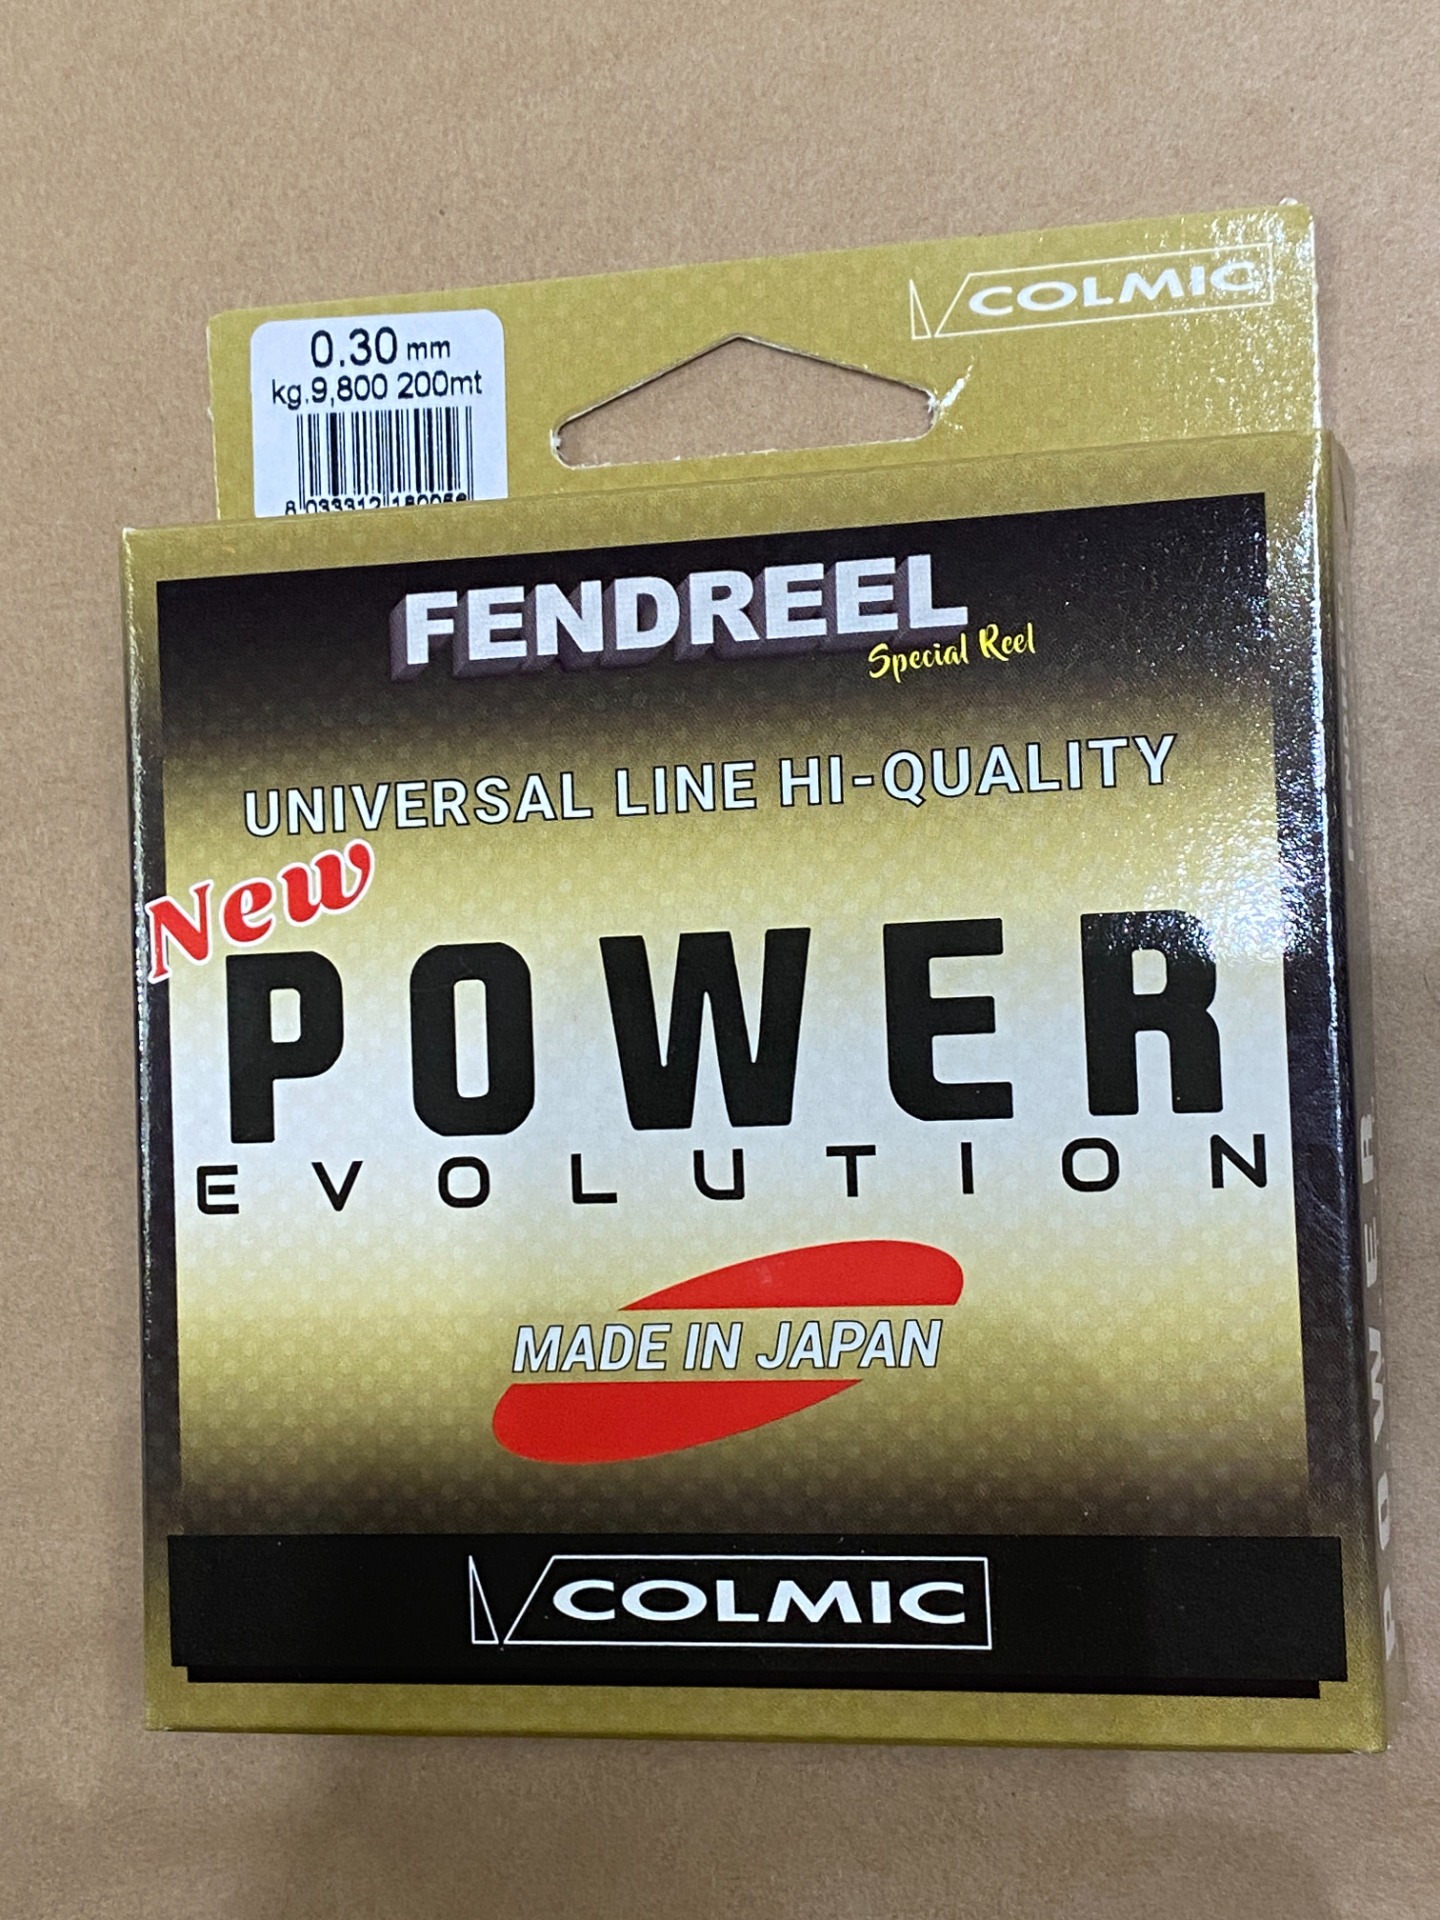 COLMIC
0.30 mm
kg.9,800 200mt
FENDREEL
Special Reel
UNIVERSAL LINE HI-QUALITY
New
POWER
EVOLUTION
MADE IN JAPAN
COLMIC
POWER